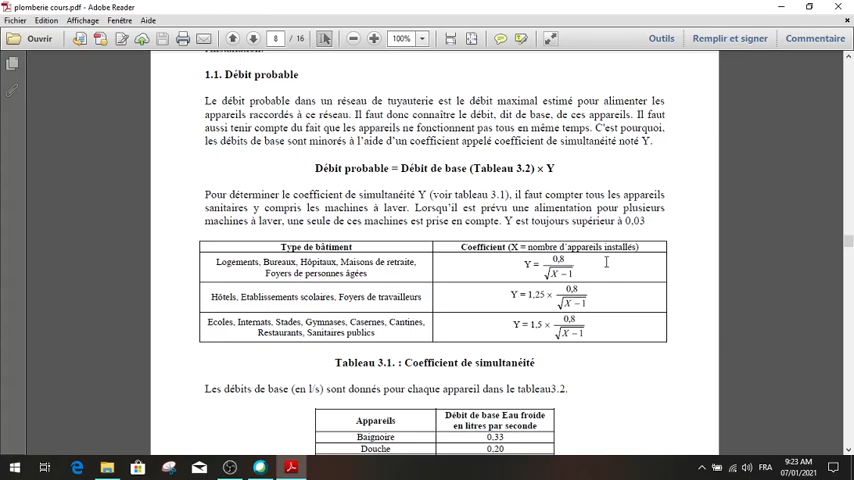 plomberie cours.pdf - Adobe Reader
Fichier Edition Affichage Fenêtre Aide
Ouvrir 8 / 16 100% Outils Remplir et signer Commentaire
1.1. Débit probable
Le débit probable dans un réseau de tuyauterie est le débit maximal estimé pour alimenter les
appareils raccordés à ce réseau. Il faut donc connaître le débit, dit de base, de ces appareils. Il faut
aussi tenir compte du fait que les appareils ne fonctionnent pas tous en même temps. C'est pourquoi,
les débits de base sont minorés à l'aide d'un coefficient appelé coefficient de simultanéité noté Y.
Débit probable = Débit de base (Tableau 3.2) × Y
Pour déterminer le coefficient de simultanéité Y (voir tableau 3.1), il faut compter tous les appareils
sanitaires y compris les machines à laver. Lorsqu'il est prévu une alimentation pour plusieurs
machines à laver, une seule de ces machines est prise en compte. Y est toujours supérieur à 0,03
Type de bâtiment Coefficient (X = nombre d'appareils installés)
Logements, Bureaux, Hôpitaux, Maisons de retraite,
Foyers de personnes âgées
Y = 0,8 / √X − 1
Hôtels, Etablissements scolaires, Foyers de travailleurs
Y = 1,25 × 0,8 / √X − 1
Ecoles, Internats, Stades, Gymnases, Casernes, Cantines,
Restaurants, Sanitaires publics
Y = 1,5 × 0,8 / √X − 1
Tableau 3.1. : Coefficient de simultanéité
Les débits de base (en l/s) sont donnés pour chaque appareil dans le tableau3.2.
Appareils Débit de base Eau froide
en litres par seconde
Baignoire 0,33
Douche 0,20
FRA 9:23 AM
07/01/2021